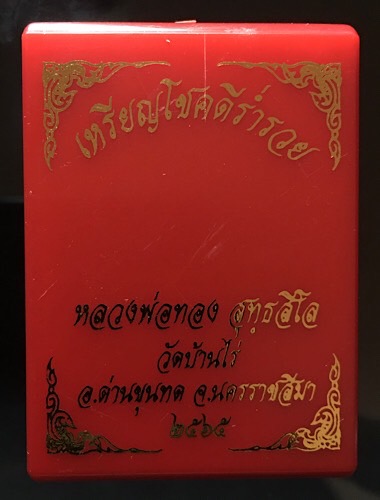 เหรียญโชคดีร่ำรวย
หลวงพ่อทอง สุทฺธสีโล
วัดบ้านไร่
อ.ด่านขุนทด จ.นครราชสีมา
๒๕๖๕